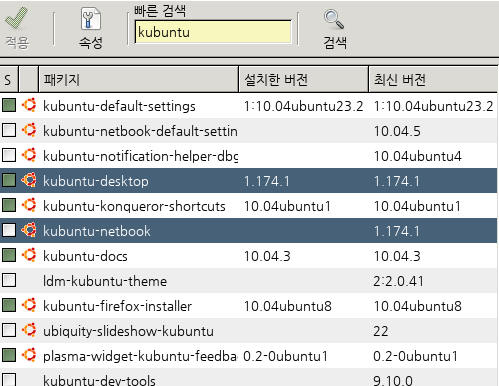 빠른 검색
적용 속성 kubuntu 검색
S 패키지 설치한 버전 최신 버전
kubuntu-default-settings 1:10.04ubuntu23.2 1:10.04ubuntu23.2
kubuntu-netbook-default-settin 10.04.5
kubuntu-notification-helper-dbg 10.04ubuntu4
kubuntu-desktop 1.174.1 1.174.1
kubuntu-konqueror-shortcuts 10.04ubuntu1 10.04ubuntu1
kubuntu-netbook 1.174.1
kubuntu-docs 10.04.3 10.04.3
ldm-kubuntu-theme 2:2.0.41
kubuntu-firefox-installer 10.04ubuntu8 10.04ubuntu8
ubiquity-slideshow-kubuntu 22
plasma-widget-kubuntu-feedba 0.2-0ubuntu1 0.2-0ubuntu1
kubuntu-dev-tools 9.10.0